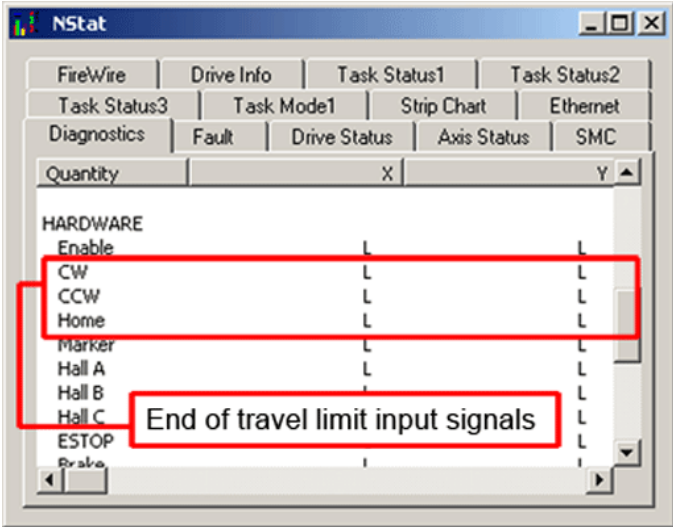 NStat
FireWire Drive Info Task Status1 Task Status2
Task Status3 Task Mode1 Strip Chart Ethernet
Diagnostics Fault Drive Status Axis Status SMC
Quantity X Y
HARDWARE
Enable L L
CW L L
CCW L L
Home L L
Marker L L
Hall A L L
Hall B L L
Hall C L
End of travel limit input signals
ESTOP L L
Brake L L